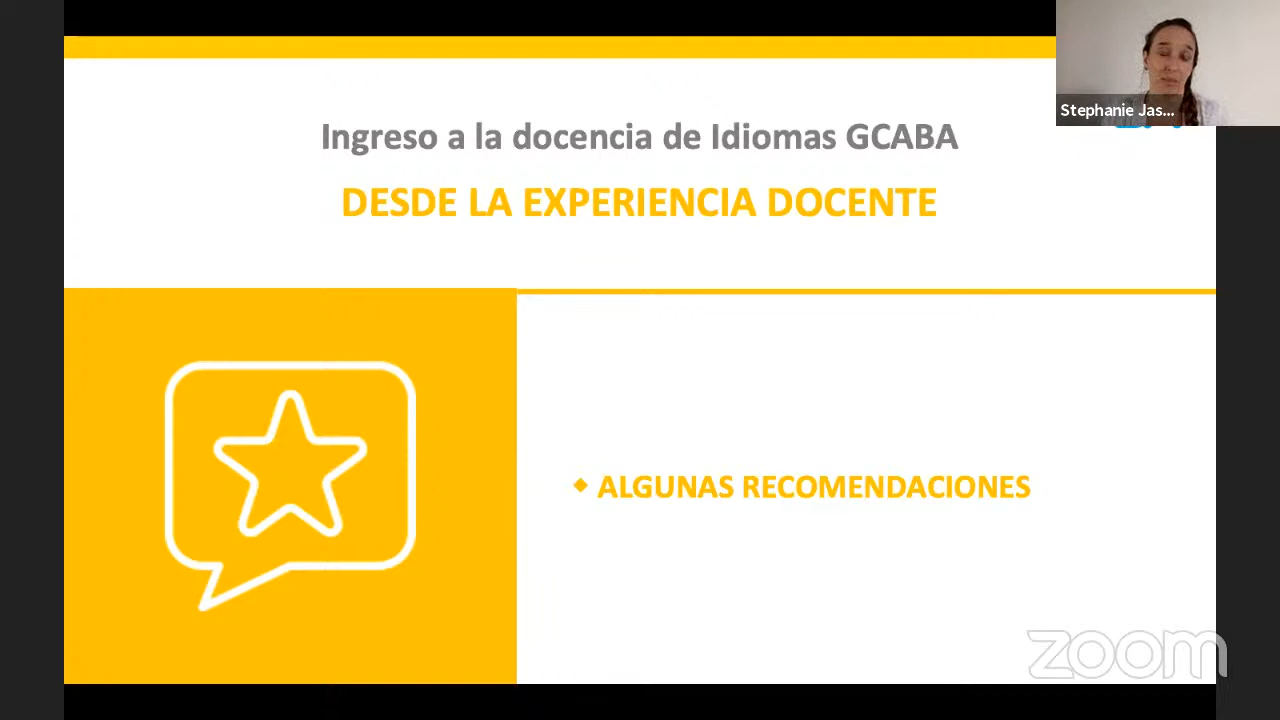 Stephanie Jas...
Ingreso a la docencia de Idiomas GCABA
DESDE LA EXPERIENCIA DOCENTE
ALGUNAS RECOMENDACIONES
zoom